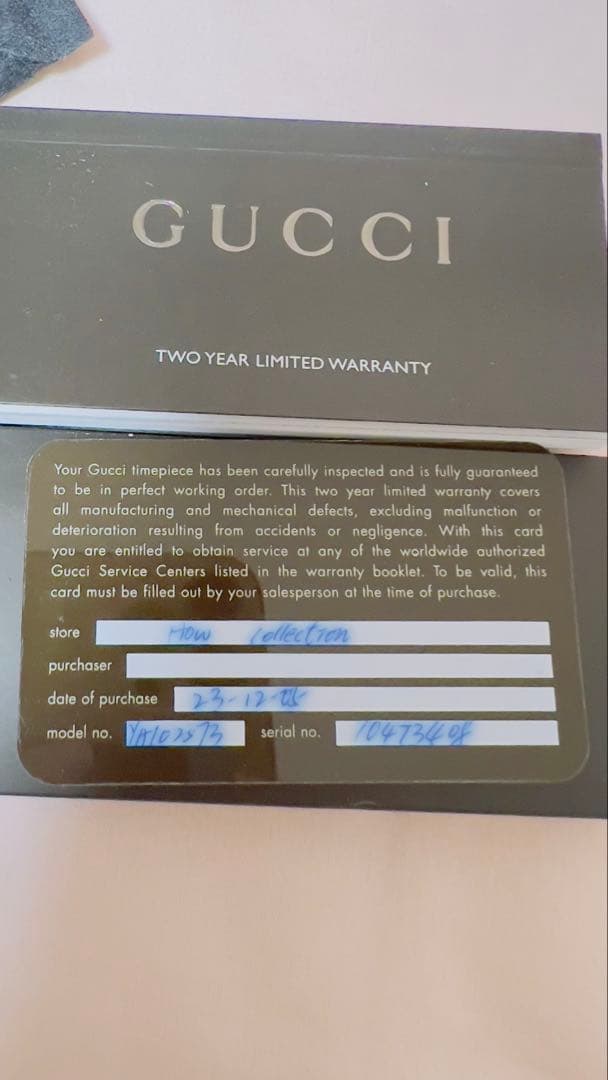 GUCCI
TWO YEAR LIMITED WARRANTY
Your Gucci timepiece has been carefully inspected and is fully guaranteed
to be in perfect working order. This two year limited warranty covers
all manufacturing and mechanical defects, excluding malfunction or
deterioration resulting from accidents or negligence. With this card
you are entitled to obtain service at any of the worldwide authorized
Gucci Service Centers listed in the warranty booklet. To be valid, this
card must be filled out by your salesperson at the time of purchase.
store How collection
purchaser
date of purchase 23-12-05
model no. serial no. 10473408